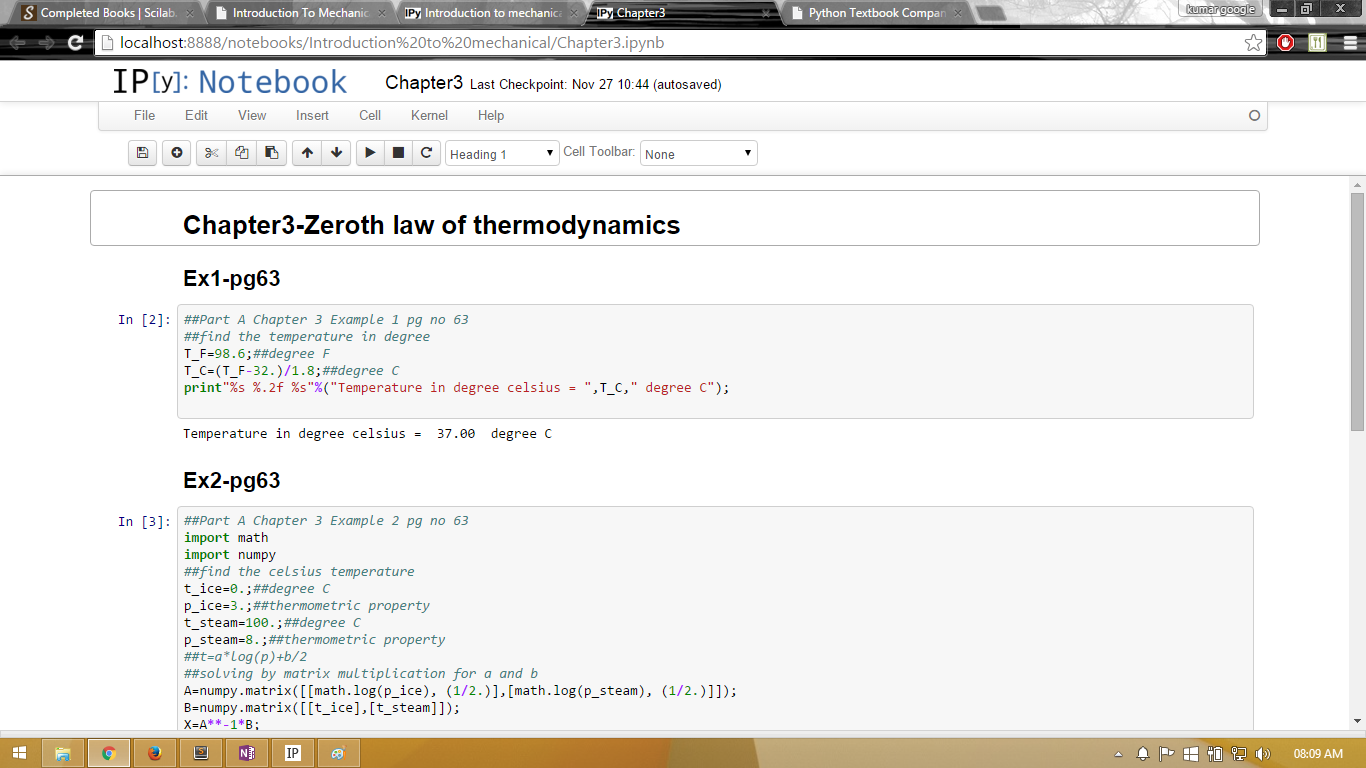 Completed Books | Scilab
Introduction To Mechanic
IPy Introduction to mechanica
IPy Chapter3
Python Textbook Compan
kumar google
localhost:8888/notebooks/Introduction%20to%20mechanical/Chapter3.ipynb
IP[y]: Notebook
Chapter3 Last Checkpoint: Nov 27 10:44 (autosaved)
File Edit View Insert Cell Kernel Help
Heading 1 Cell Toolbar: None
Chapter3-Zeroth law of thermodynamics
Ex1-pg63
In [2]: ##Part A Chapter 3 Example 1 pg no 63
##find the temperature in degree
T_F=98.6;##degree F
T_C=(T_F-32.)/1.8;##degree C
print"%s %.2f %s"%("Temperature in degree celsius = ",T_C," degree C");
Temperature in degree celsius =  37.00  degree C
Ex2-pg63
In [3]: ##Part A Chapter 3 Example 2 pg no 63
import math
import numpy
##find the celsius temperature
t_ice=0.;##degree C
p_ice=3.;##thermometric property
t_steam=100.;##degree C
p_steam=8.;##thermometric property
##t=a*log(p)+b/2
##solving by matrix multiplication for a and b
A=numpy.matrix([[math.log(p_ice), (1/2.)],[math.log(p_steam), (1/2.)]]);
B=numpy.matrix([[t_ice],[t_steam]]);
X=A**-1*B;
IP
08:09 AM